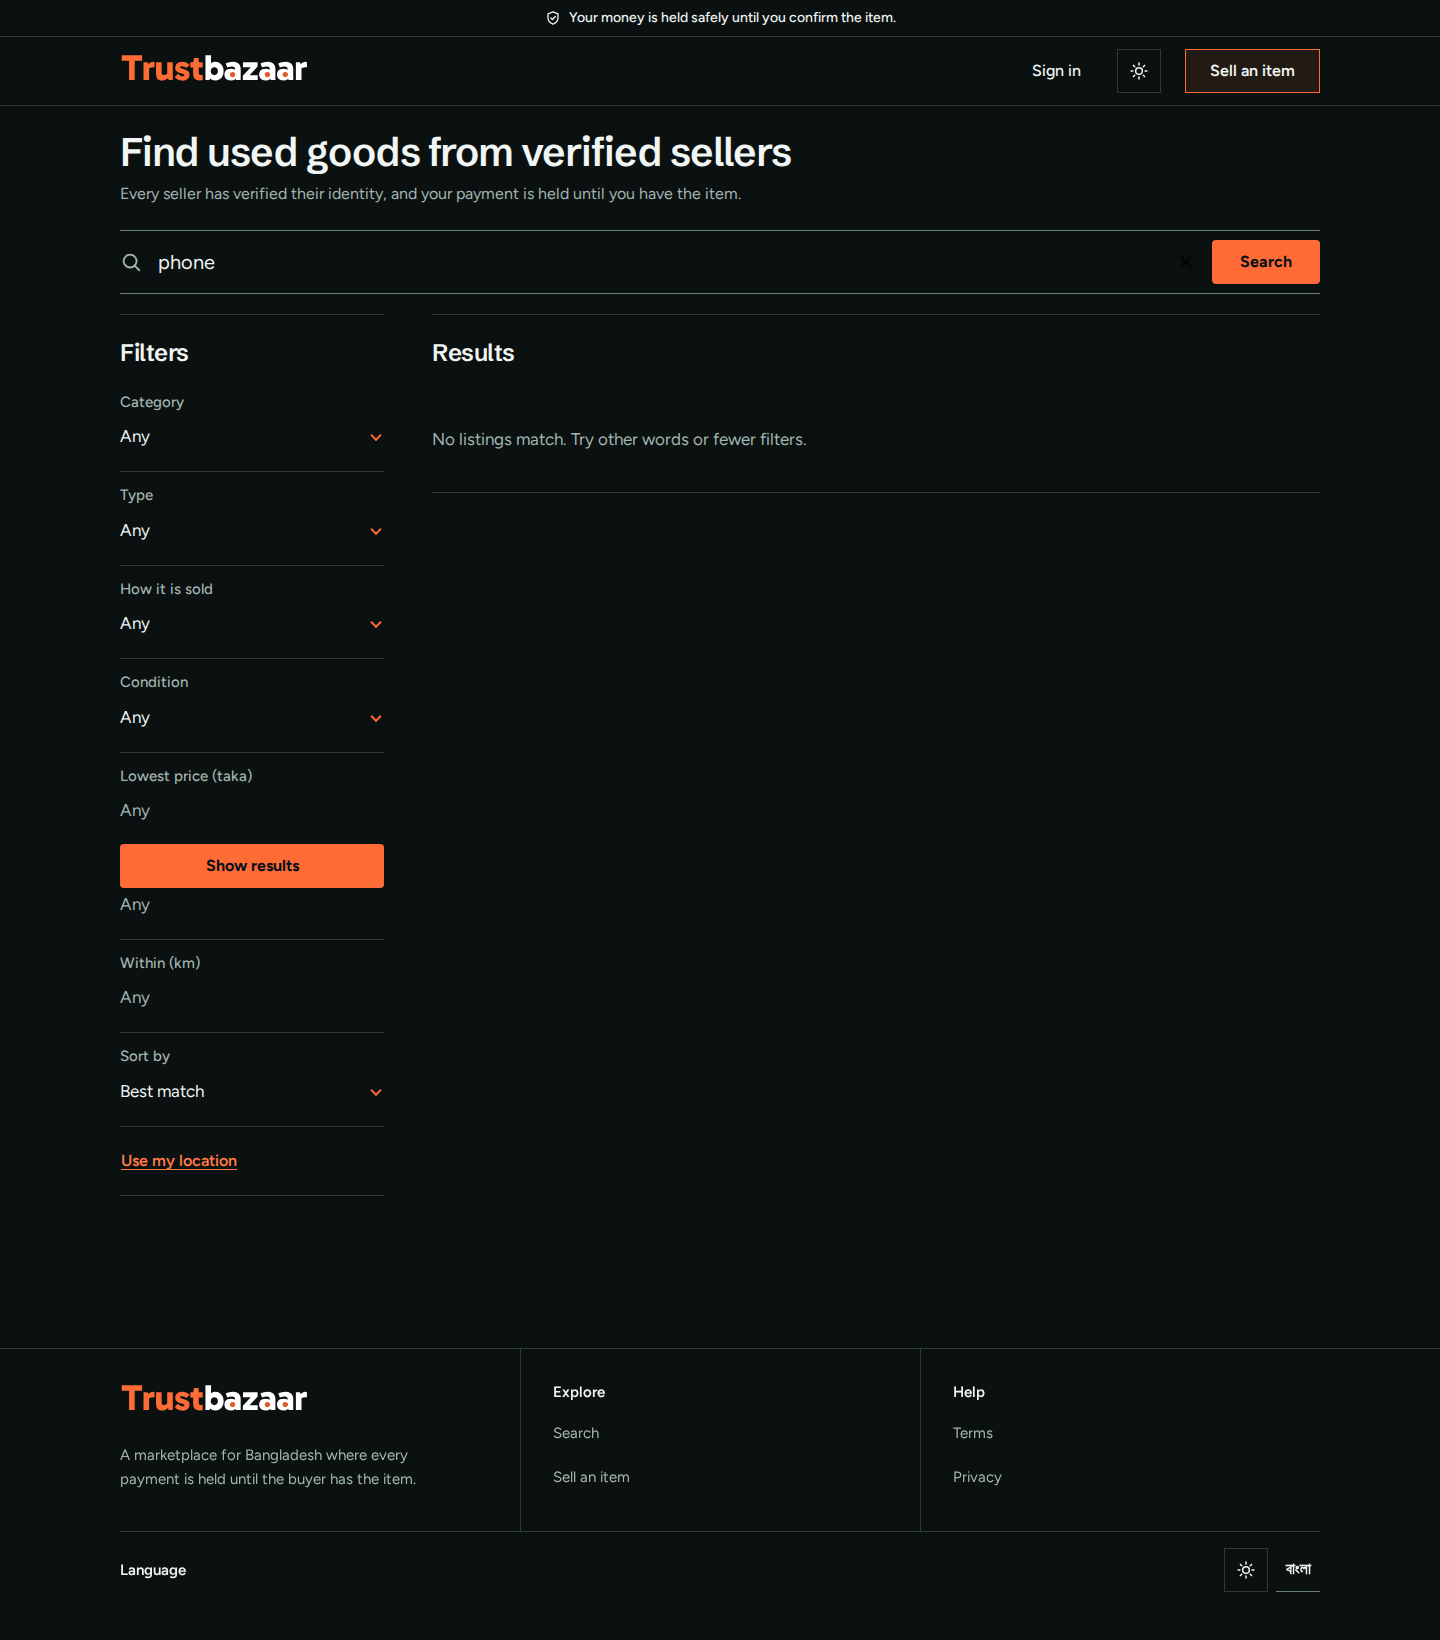 Your money is held safely until you confirm the item.
Trustbazaar
Sign in
Sell an item
Find used goods from verified sellers
Every seller has verified their identity, and your payment is held until you have the item.
phone
Search
Filters
Category
Any
Type
Any
How it is sold
Any
Condition
Any
Lowest price (taka)
Any
Show results
Any
Within (km)
Any
Sort by
Best match
Use my location
Results
No listings match. Try other words or fewer filters.
Trustbazaar
A marketplace for Bangladesh where every
payment is held until the buyer has the item.
Explore
Search
Sell an item
Help
Terms
Privacy
Language
বাংলা